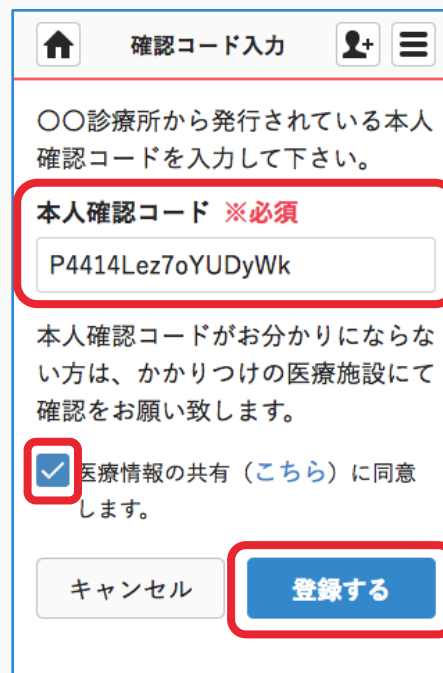 確認コード入力
〇〇診療所から発行されている本人
確認コードを入力して下さい。
本人確認コード ※必須
P4414Lez7oYUDyWk
本人確認コードがお分かりにならな
い方は、かかりつけの医療施設にて
確認をお願い致します。
医療情報の共有（こちら）に同意
します。
キャンセル 登録する